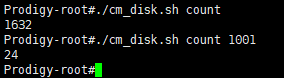 Prodigy-root#./cm_disk.sh count
1632
Prodigy-root#./cm_disk.sh count 1001
24
Prodigy-root#